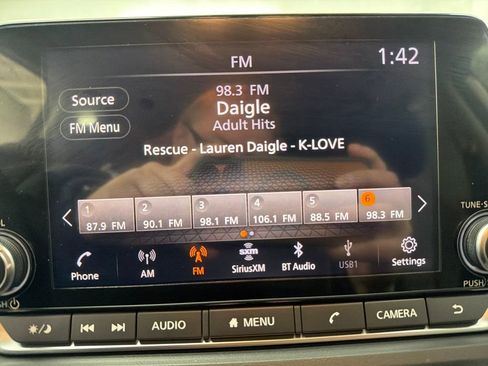 FM
1:42
98.3 FM
Source
Daigle
Adult Hits
FM Menu
Rescue - Lauren Daigle - K-LOVE
1 2 3 4 5 6
87.9 FM 90.1 FM 98.1 FM 106.1 FM 88.5 FM 98.3 FM
TUNE·S
Phone AM FM SXM SiriusXM BT Audio USB1 Settings
PUSH
AUDIO MENU CAMERA